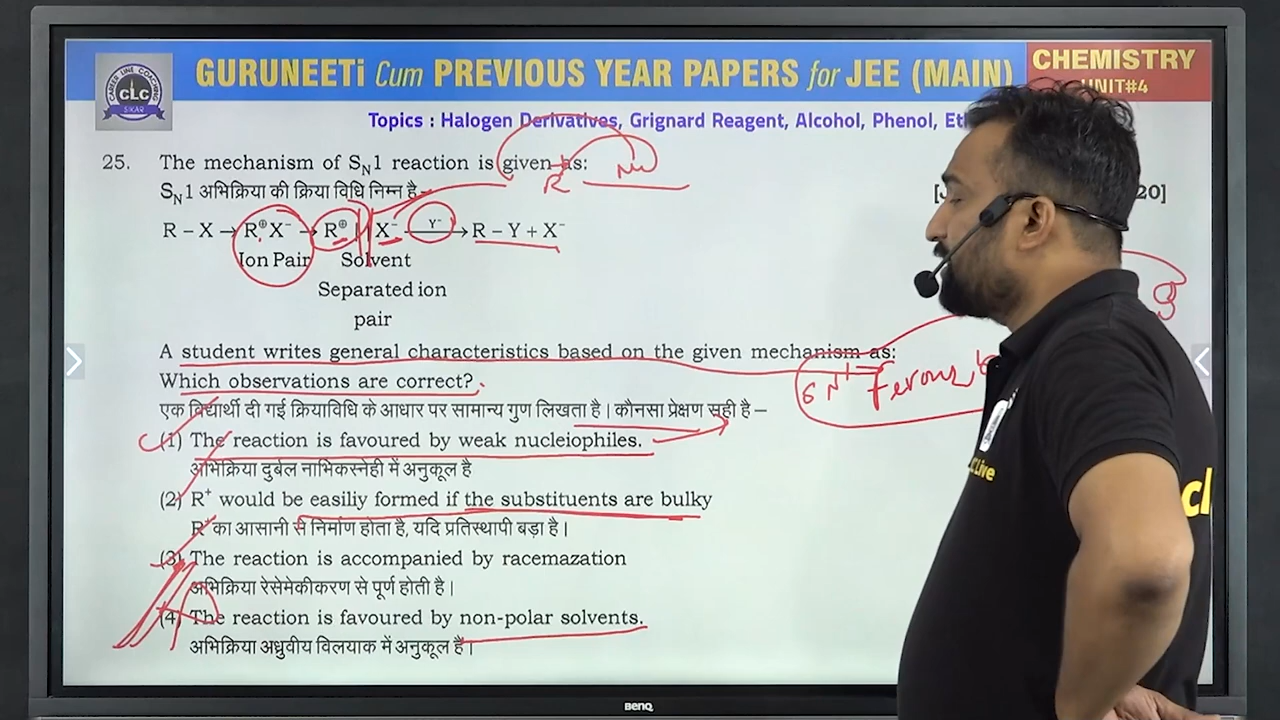 GURUNEETi Cum PREVIOUS YEAR PAPERS for JEE (MAIN)
CHEMISTRY
UNIT#4
CLC
SIKAR
Topics : Halogen Derivatives, Grignard Reagent, Alcohol, Phenol,
25. The mechanism of SN1 reaction is given as:
SN1 अभिक्रिया की क्रिया विधि निम्न है-
20]
R⁺ Nu
R – X → R⊕X⁻ → R⊕ || X⁻ —Y⁻→ R – Y + X⁻
Ion Pair Solvent
Separated ion
pair
A student writes general characteristics based on the given mechanism as:
Which observations are correct?
SN1
एक विद्यार्थी दी गई क्रियाविधि के आधार पर सामान्य गुण लिखता है। कौनसा प्रेक्षण सही है –
(1) The reaction is favoured by weak nucleiophiles.
अभिक्रिया दुर्बल नाभिकस्नेही में अनुकूल है
(2) R⁺ would be easiliy formed if the substituents are bulky
R⁺ का आसानी से निर्माण होता है, यदि प्रतिस्थापी बड़ा है।
(3) The reaction is accompanied by racemazation
अभिक्रिया रेसेमेकीकरण से पूर्ण होती है।
(4) The reaction is favoured by non-polar solvents.
अभिक्रिया अध्रुवीय विलयाक में अनुकूल है।
CLive
cl
BenQ